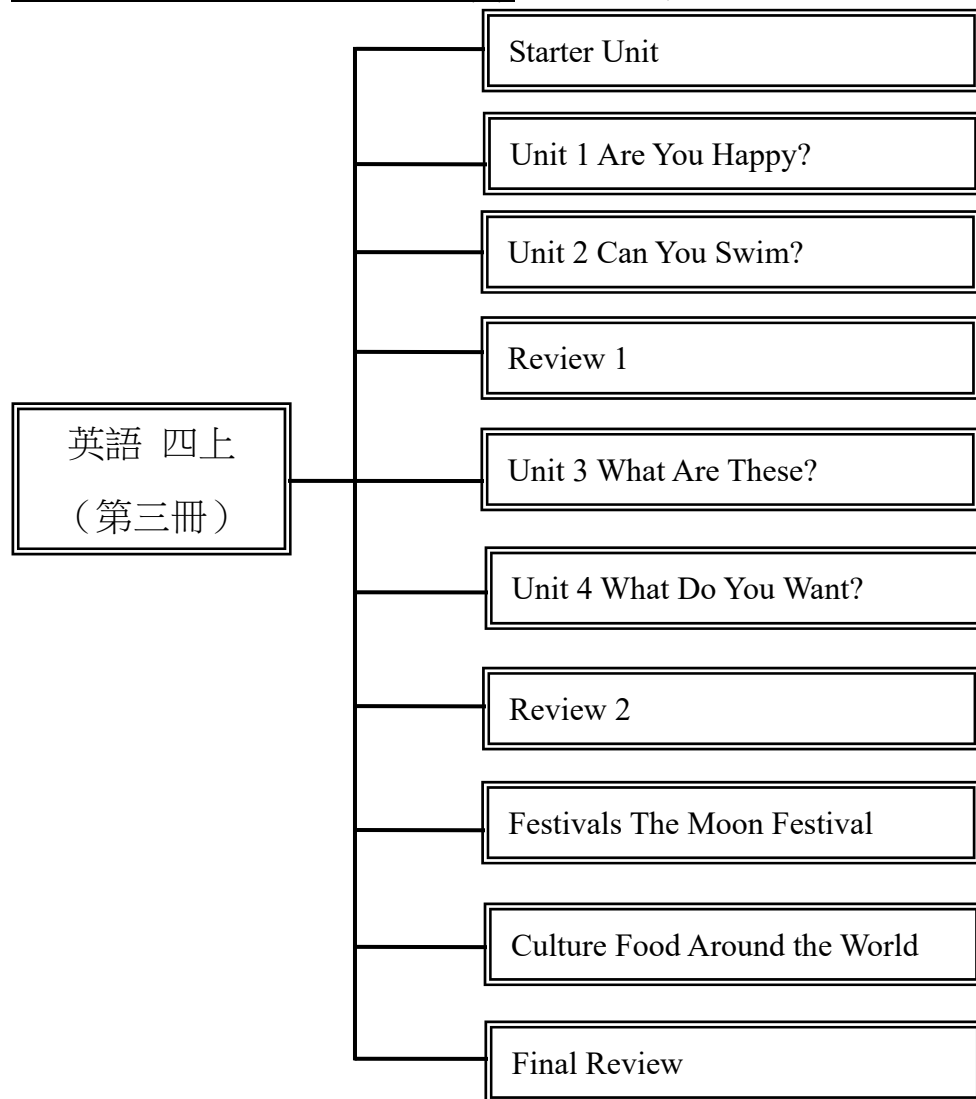 Starter Unit
Unit 1 Are You Happy?
Unit 2 Can You Swim?
Review 1
英語 四上
（第三冊）
Unit 3 What Are These?
Unit 4 What Do You Want?
Review 2
Festivals The Moon Festival
Culture Food Around the World
Final Review